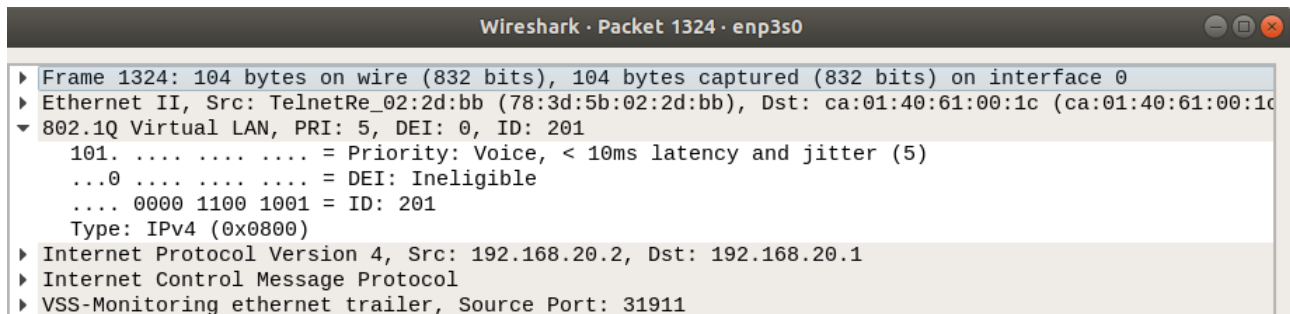 Wireshark · Packet 1324 · enp3s0
Frame 1324: 104 bytes on wire (832 bits), 104 bytes captured (832 bits) on interface 0
Ethernet II, Src: TelnetRe_02:2d:bb (78:3d:5b:02:2d:bb), Dst: ca:01:40:61:00:1c (ca:01:40:61:00:1c
802.1Q Virtual LAN, PRI: 5, DEI: 0, ID: 201
101. .... .... .... = Priority: Voice, < 10ms latency and jitter (5)
...0 .... .... .... = DEI: Ineligible
.... 0000 1100 1001 = ID: 201
Type: IPv4 (0x0800)
Internet Protocol Version 4, Src: 192.168.20.2, Dst: 192.168.20.1
Internet Control Message Protocol
VSS-Monitoring ethernet trailer, Source Port: 31911